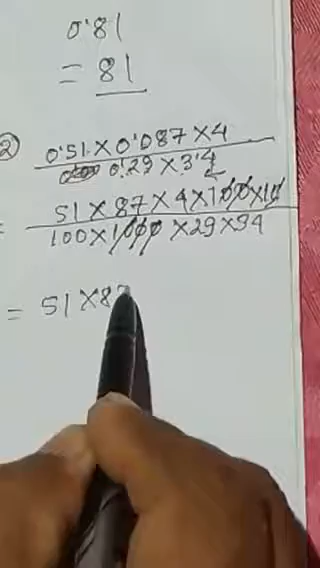 0.81
= 81
② 0.51 × 0.087 × 4
0.29 × 3.4
= 51 × 87 × 4 × 100 × 10
100 × 1000 × 29 × 34
= 51 × 8